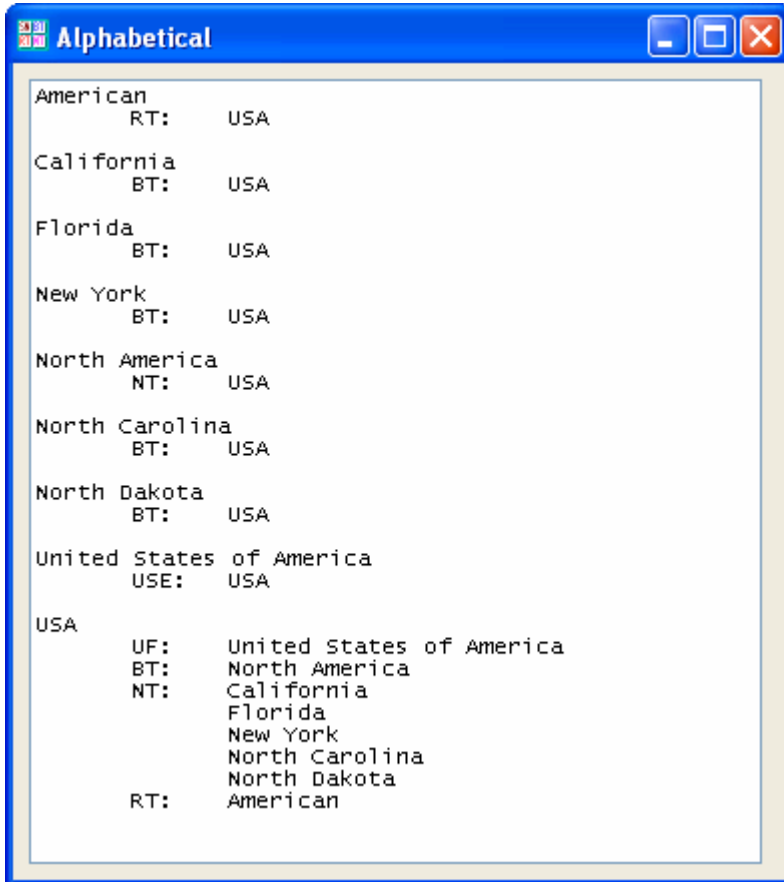 Alphabetical
American
RT: USA
California
BT: USA
Florida
BT: USA
New York
BT: USA
North America
NT: USA
North Carolina
BT: USA
North Dakota
BT: USA
United States of America
USE: USA
USA
UF: United States of America
BT: North America
NT: California
Florida
New York
North Carolina
North Dakota
RT: American